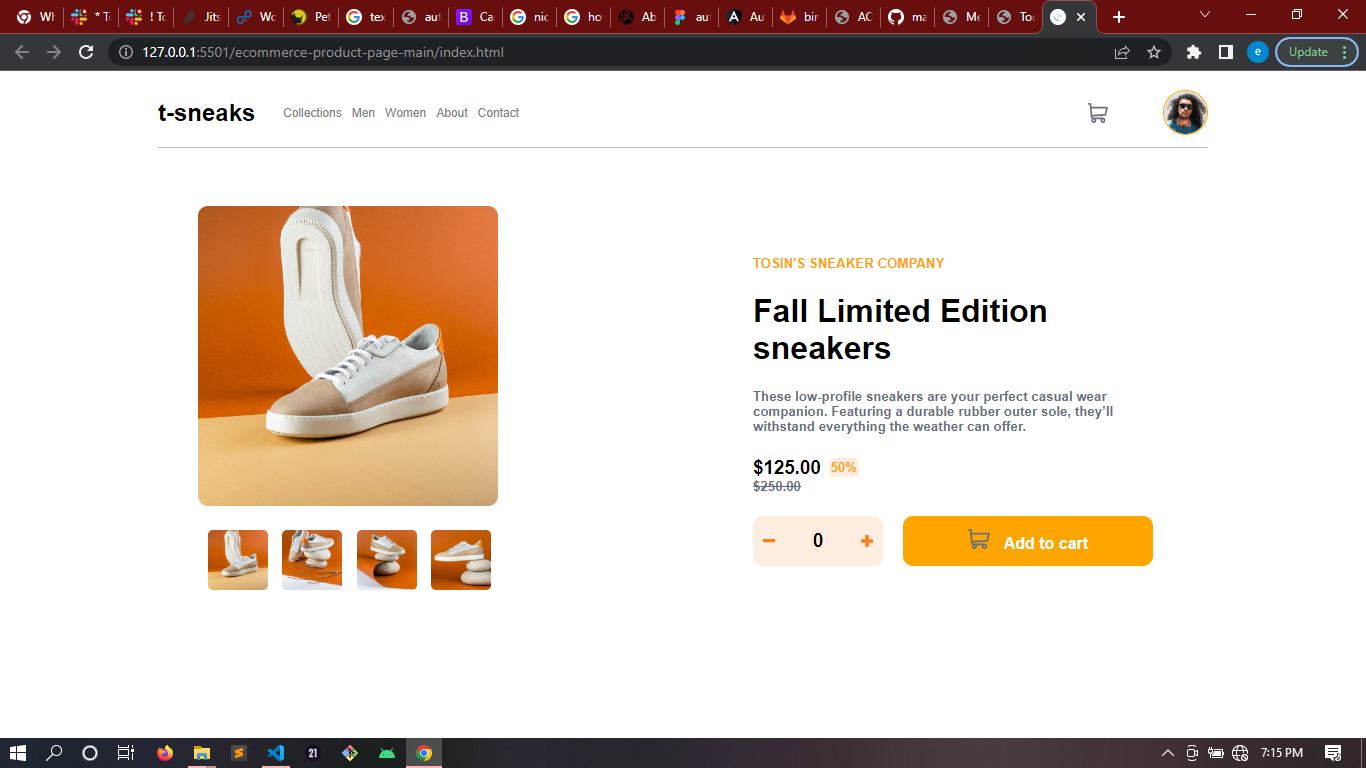 Wh
* To
! To
Jits
Wo
Pet
tex
aut
B
Ca
nic
ho
Ab
aut
Au
bir
AC
ma
Me
Too
127.0.0.1:5501/ecommerce-product-page-main/index.html
e
Update
t-sneaks
Collections Men Women About Contact
TOSIN'S SNEAKER COMPANY
Fall Limited Edition
sneakers
These low-profile sneakers are your perfect casual wear
companion. Featuring a durable rubber outer sole, they’ll
withstand everything the weather can offer.
$125.00 50%
$250.00
0
Add to cart
21
7:15 PM